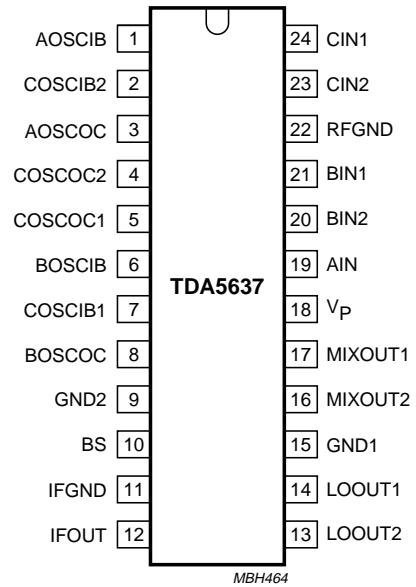 AOSCIB 1 24 CIN1
COSCIB2 2 23 CIN2
AOSCOC 3 22 RFGND
COSCOC2 4 21 BIN1
COSCOC1 5 20 BIN2
BOSCIB 6 19 AIN
TDA5637
COSCIB1 7 18 VP
BOSCOC 8 17 MIXOUT1
GND2 9 16 MIXOUT2
BS 10 15 GND1
IFGND 11 14 LOOUT1
IFOUT 12 13 LOOUT2
MBH464